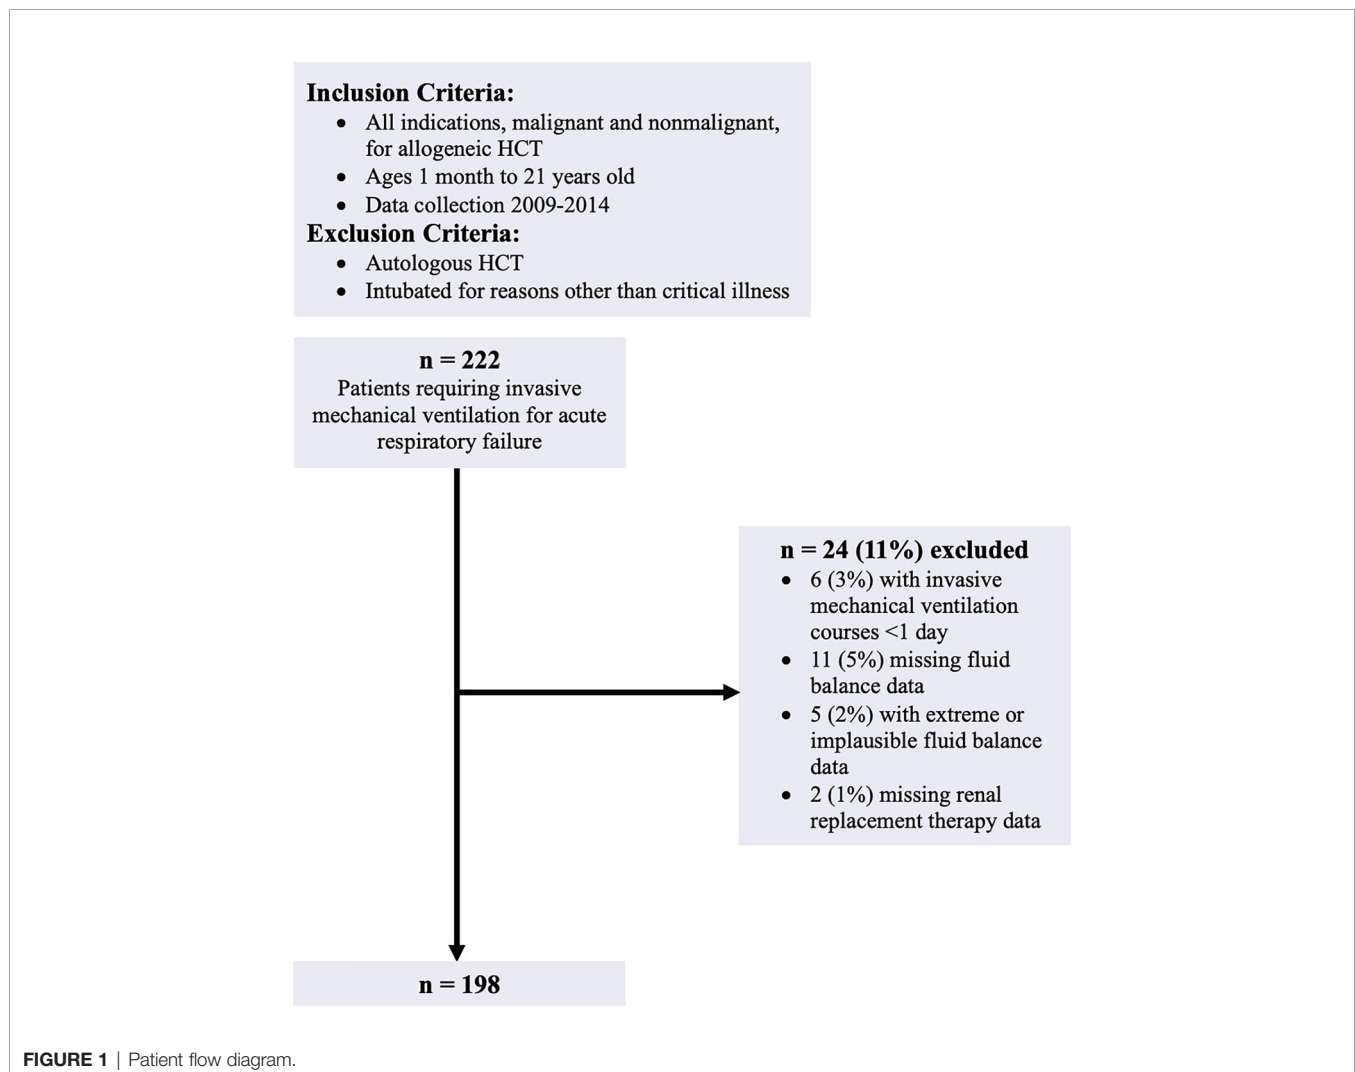 Inclusion Criteria:
• All indications, malignant and nonmalignant,
for allogeneic HCT
• Ages 1 month to 21 years old
• Data collection 2009-2014
Exclusion Criteria:
• Autologous HCT
• Intubated for reasons other than critical illness
n = 222
Patients requiring invasive
mechanical ventilation for acute
respiratory failure
n = 24 (11%) excluded
• 6 (3%) with invasive
mechanical ventilation
courses <1 day
• 11 (5%) missing fluid
balance data
• 5 (2%) with extreme or
implausible fluid balance
data
• 2 (1%) missing renal
replacement therapy data
n = 198
FIGURE 1 | Patient flow diagram.